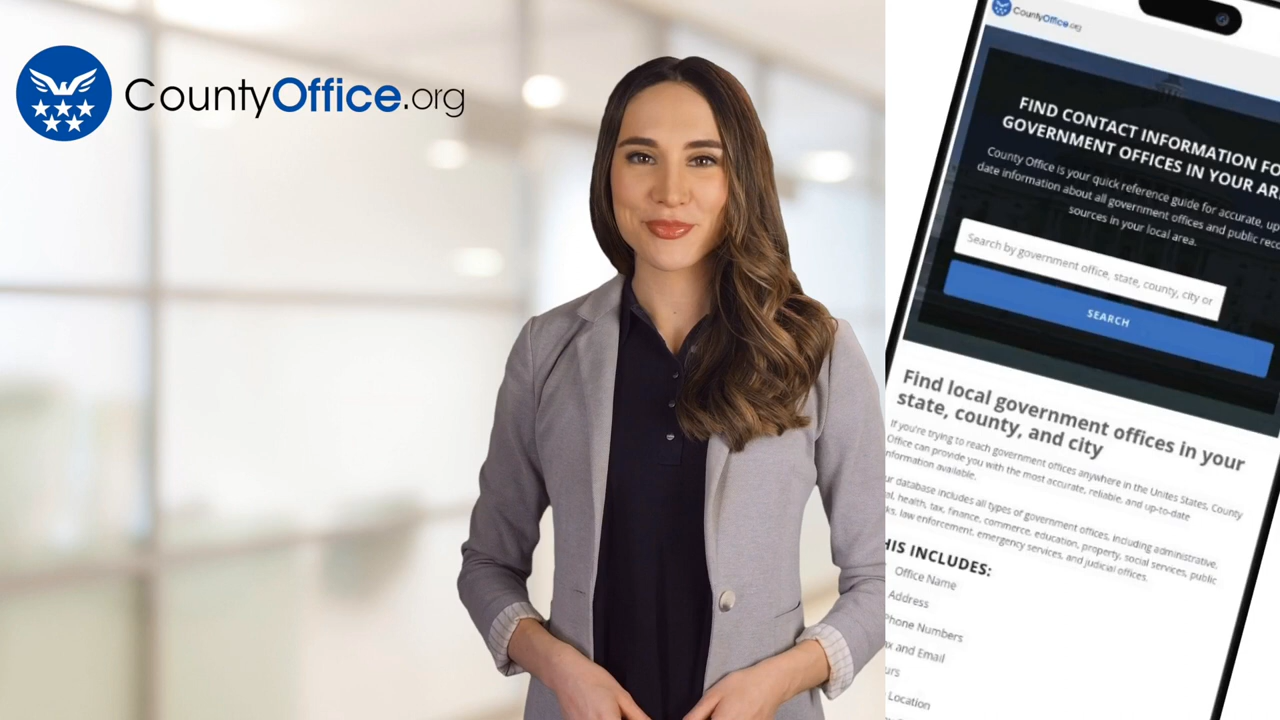 CountyOffice.org
CountyOffice.org
FIND CONTACT INFORMATION FO
GOVERNMENT OFFICES IN YOUR AR
County Office is your quick reference guide for accurate, up
date information about all government offices and public reco
sources in your local area.
Search by government office, state, county, city or
SEARCH
Find local government offices in your
state, county, and city
If you're trying to reach government offices anywhere in the Unites States, County
Office can provide you with the most accurate, reliable, and up-to-date
nformation available.
ur database includes all types of government offices, including administrative,
al, health, tax, finance, commerce, education, property, social services, public
ks, law enforcement, emergency services, and judicial offices.
HIS INCLUDES:
Office Name
Address
Phone Numbers
ax and Email
urs
Location